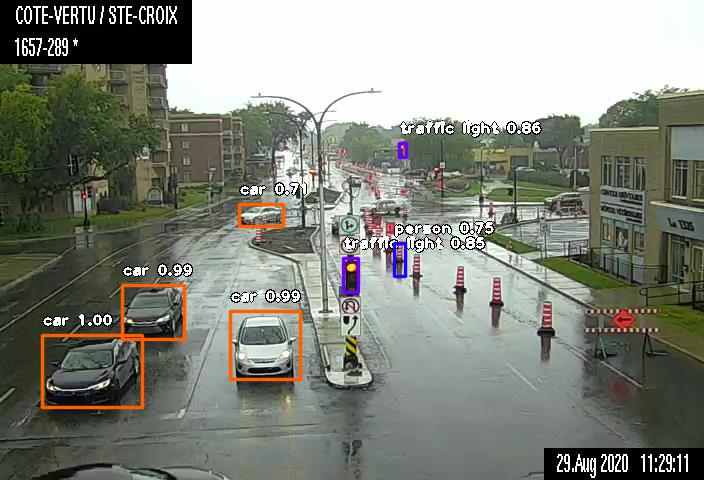 COTE-VERTU / STE-CROIX
1657-289 *
traffic light 0.86
car 0.71
person 0.75
traffic light 0.85
car 0.99
car 0.99
car 1.00
29.Aug 2020 11:29:11